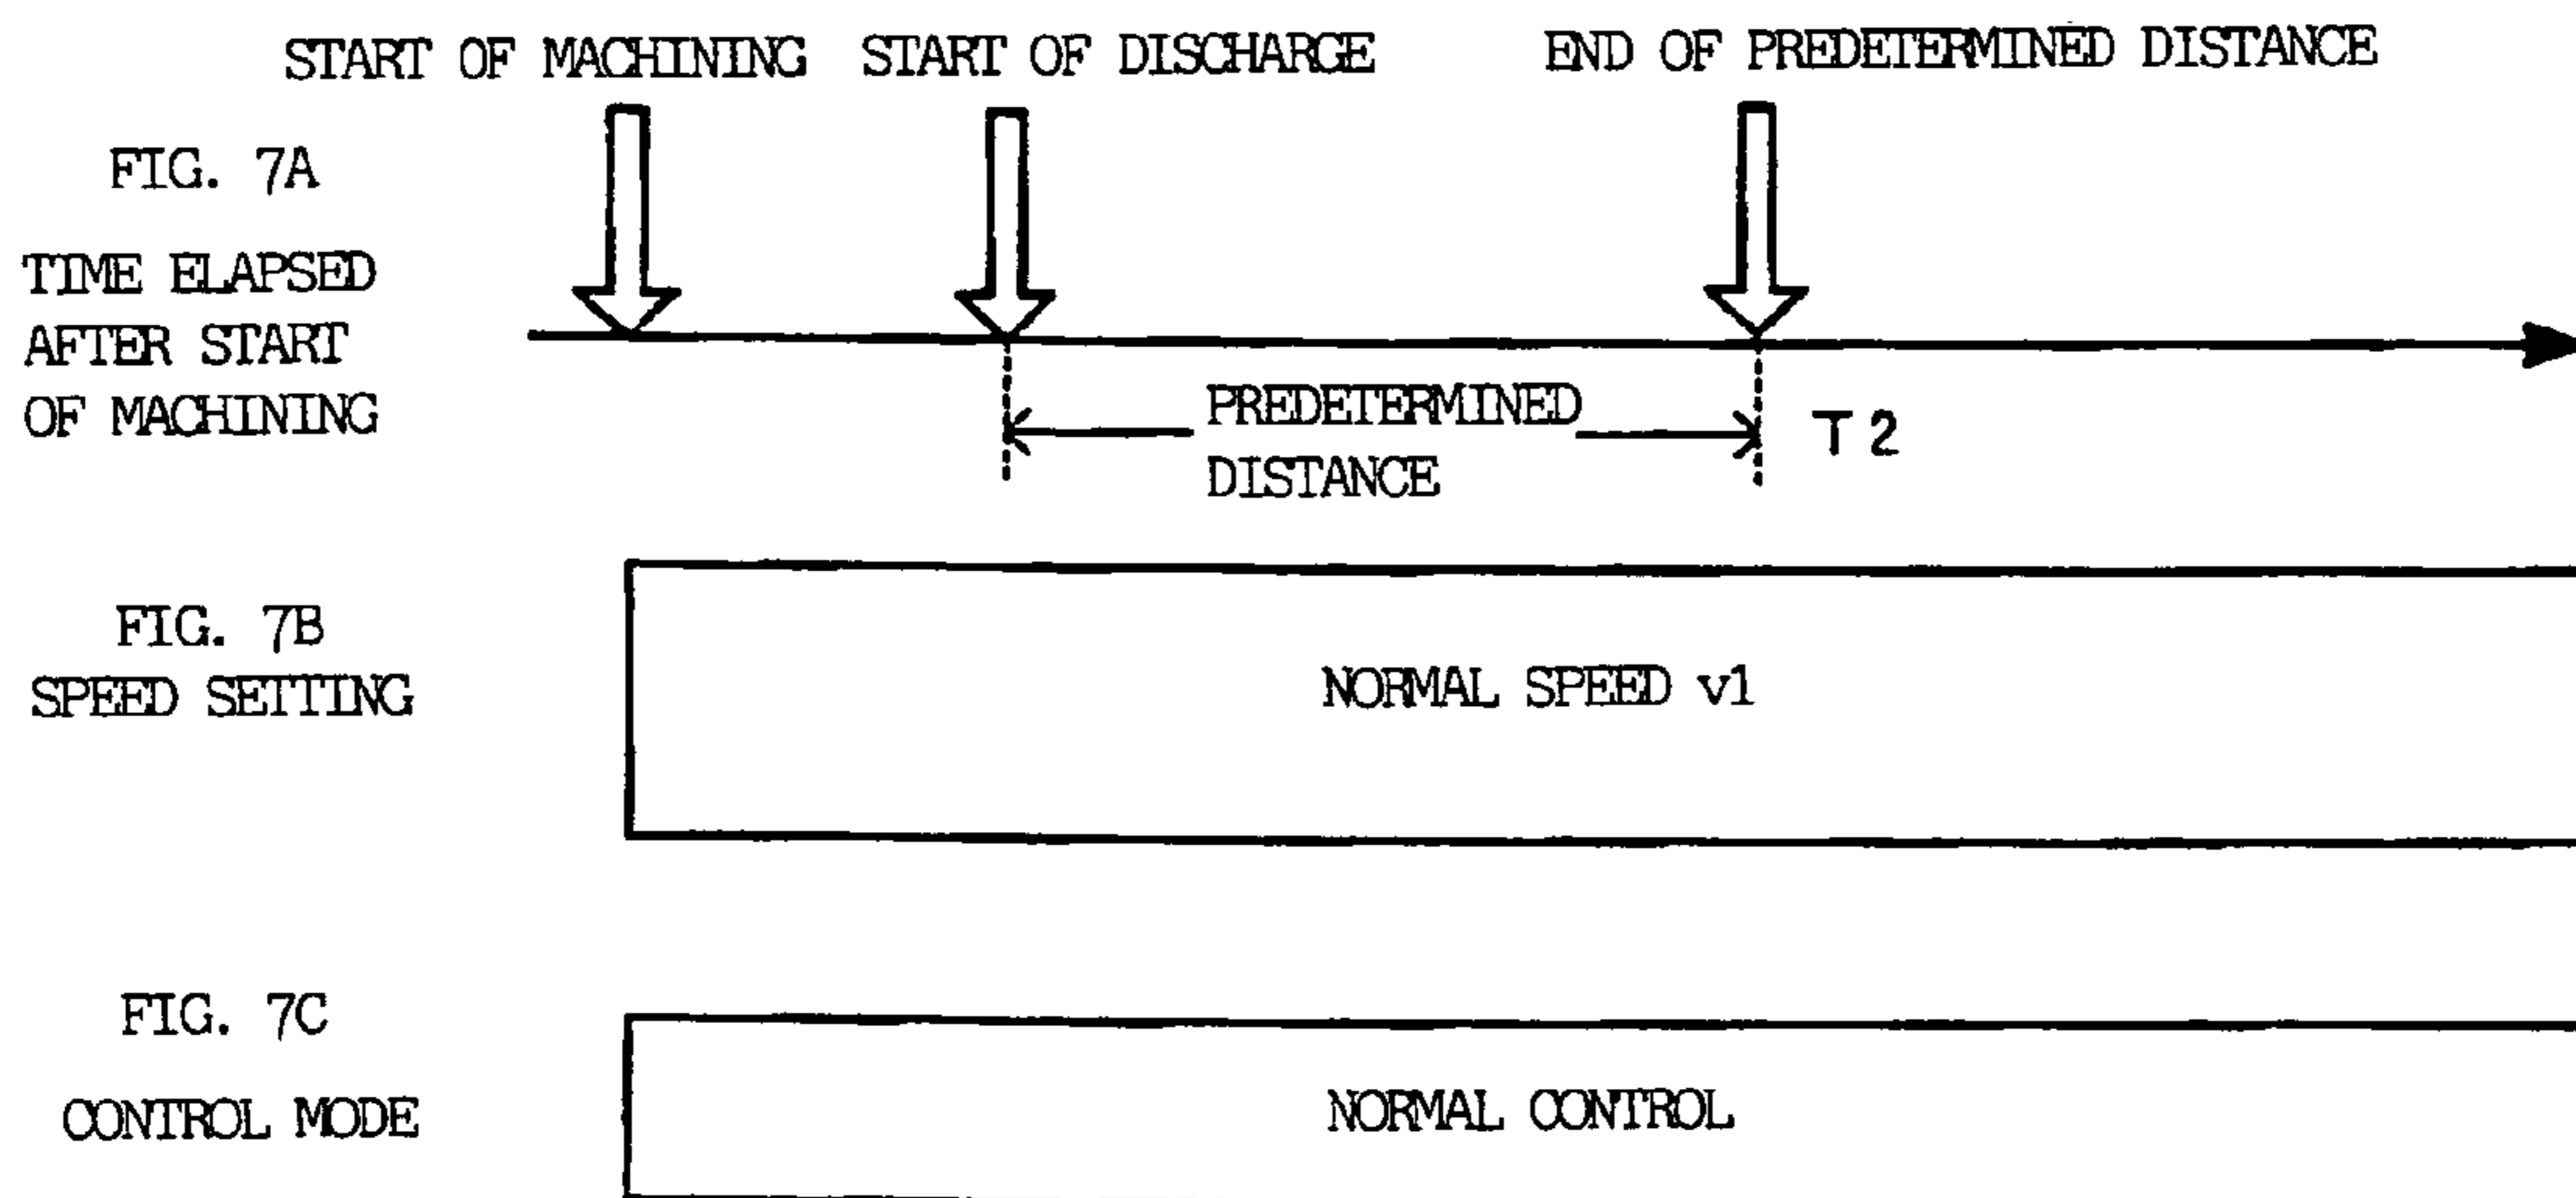 START OF MACHINING START OF DISCHARGE END OF PREDETERMINED DISTANCE
FIG. 7A
TIME ELAPSED
AFTER START
OF MACHINING
PREDETERMINED
DISTANCE
T2
FIG. 7B
SPEED SETTING
NORMAL SPEED v1
FIG. 7C
CONTROL MODE
NORMAL CONTROL